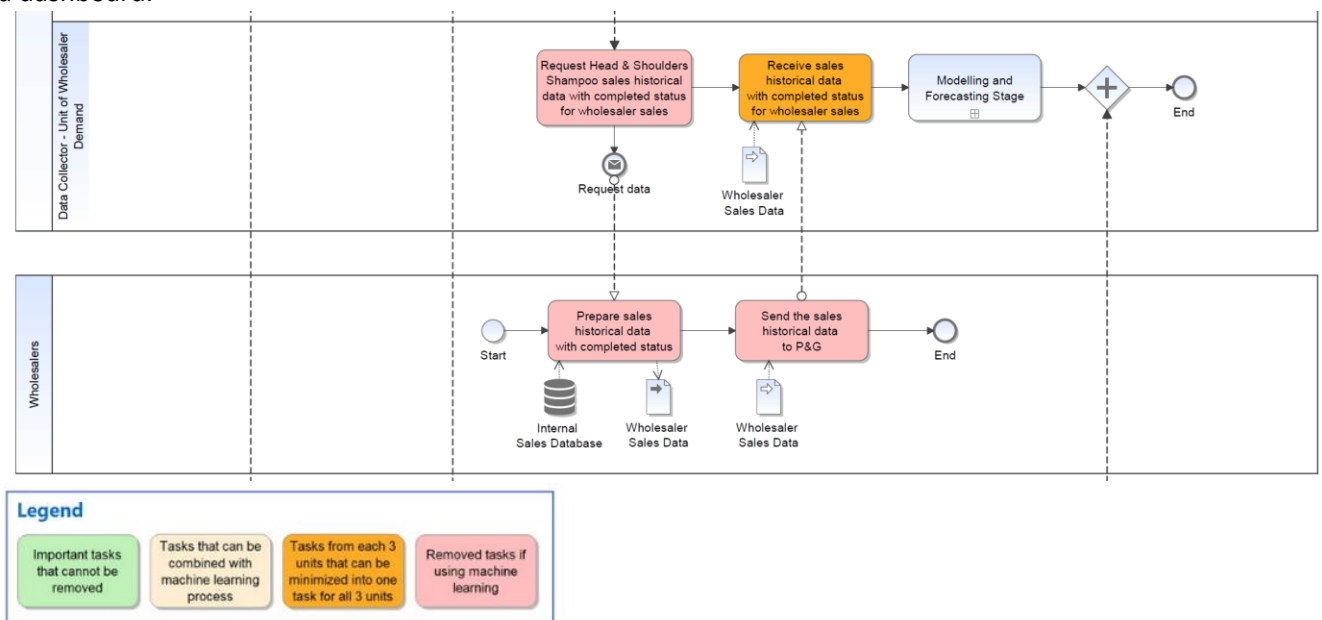 a dashboard.
Data Collector - Unit of Wholesaler
Demand
Request Head & Shoulders
Shampoo sales historical
data with completed status
for wholesaler sales
Receive sales
historical data
with completed status
for wholesaler sales
Modelling and
Forecasting Stage
End
Request data
Wholesaler
Sales Data
Wholesalers
Start
Prepare sales
historical data
with completed status
Send the sales
historical data
to P&G
End
Internal
Sales Database
Wholesaler
Sales Data
Wholesaler
Sales Data
Legend
Important tasks
that cannot be
removed
Tasks that can be
combined with
machine learning
process
Tasks from each 3
units that can be
minimized into one
task for all 3 units
Removed tasks if
using machine
learning